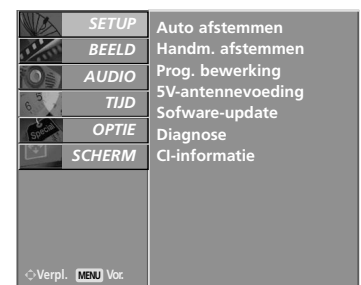 SETUP
BEELD
AUDIO
TIJD
OPTIE
SCHERM
Auto afstemmen
Handm. afstemmen
Prog. bewerking
5V-antennevoeding
Sofware-update
Diagnose
CI-informatie
Verpl. MENU Vor.